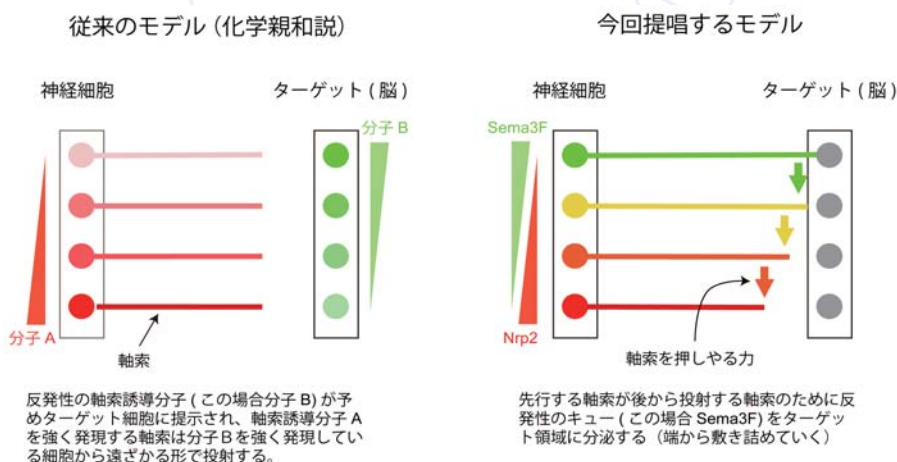 従来のモデル（化学親和説）
神経細胞
ターゲット ( 脳 )
分子 B
分子 A
軸索
反発性の軸索誘導分子 ( この場合分子 B) が予
めターゲット細胞に提示され、軸索誘導分子 A
を強く発現する軸索は分子Ｂを強く発現してい
る細胞から遠ざかる形で投射する。
今回提唱するモデル
神経細胞
ターゲット ( 脳 )
Sema3F
Nrp2
軸索を押しやる力
先行する軸索が後から投射する軸索のために反
発性のキュー ( この場合 Sema3F) をターゲッ
ト領域に分泌する（端から敷き詰めていく）